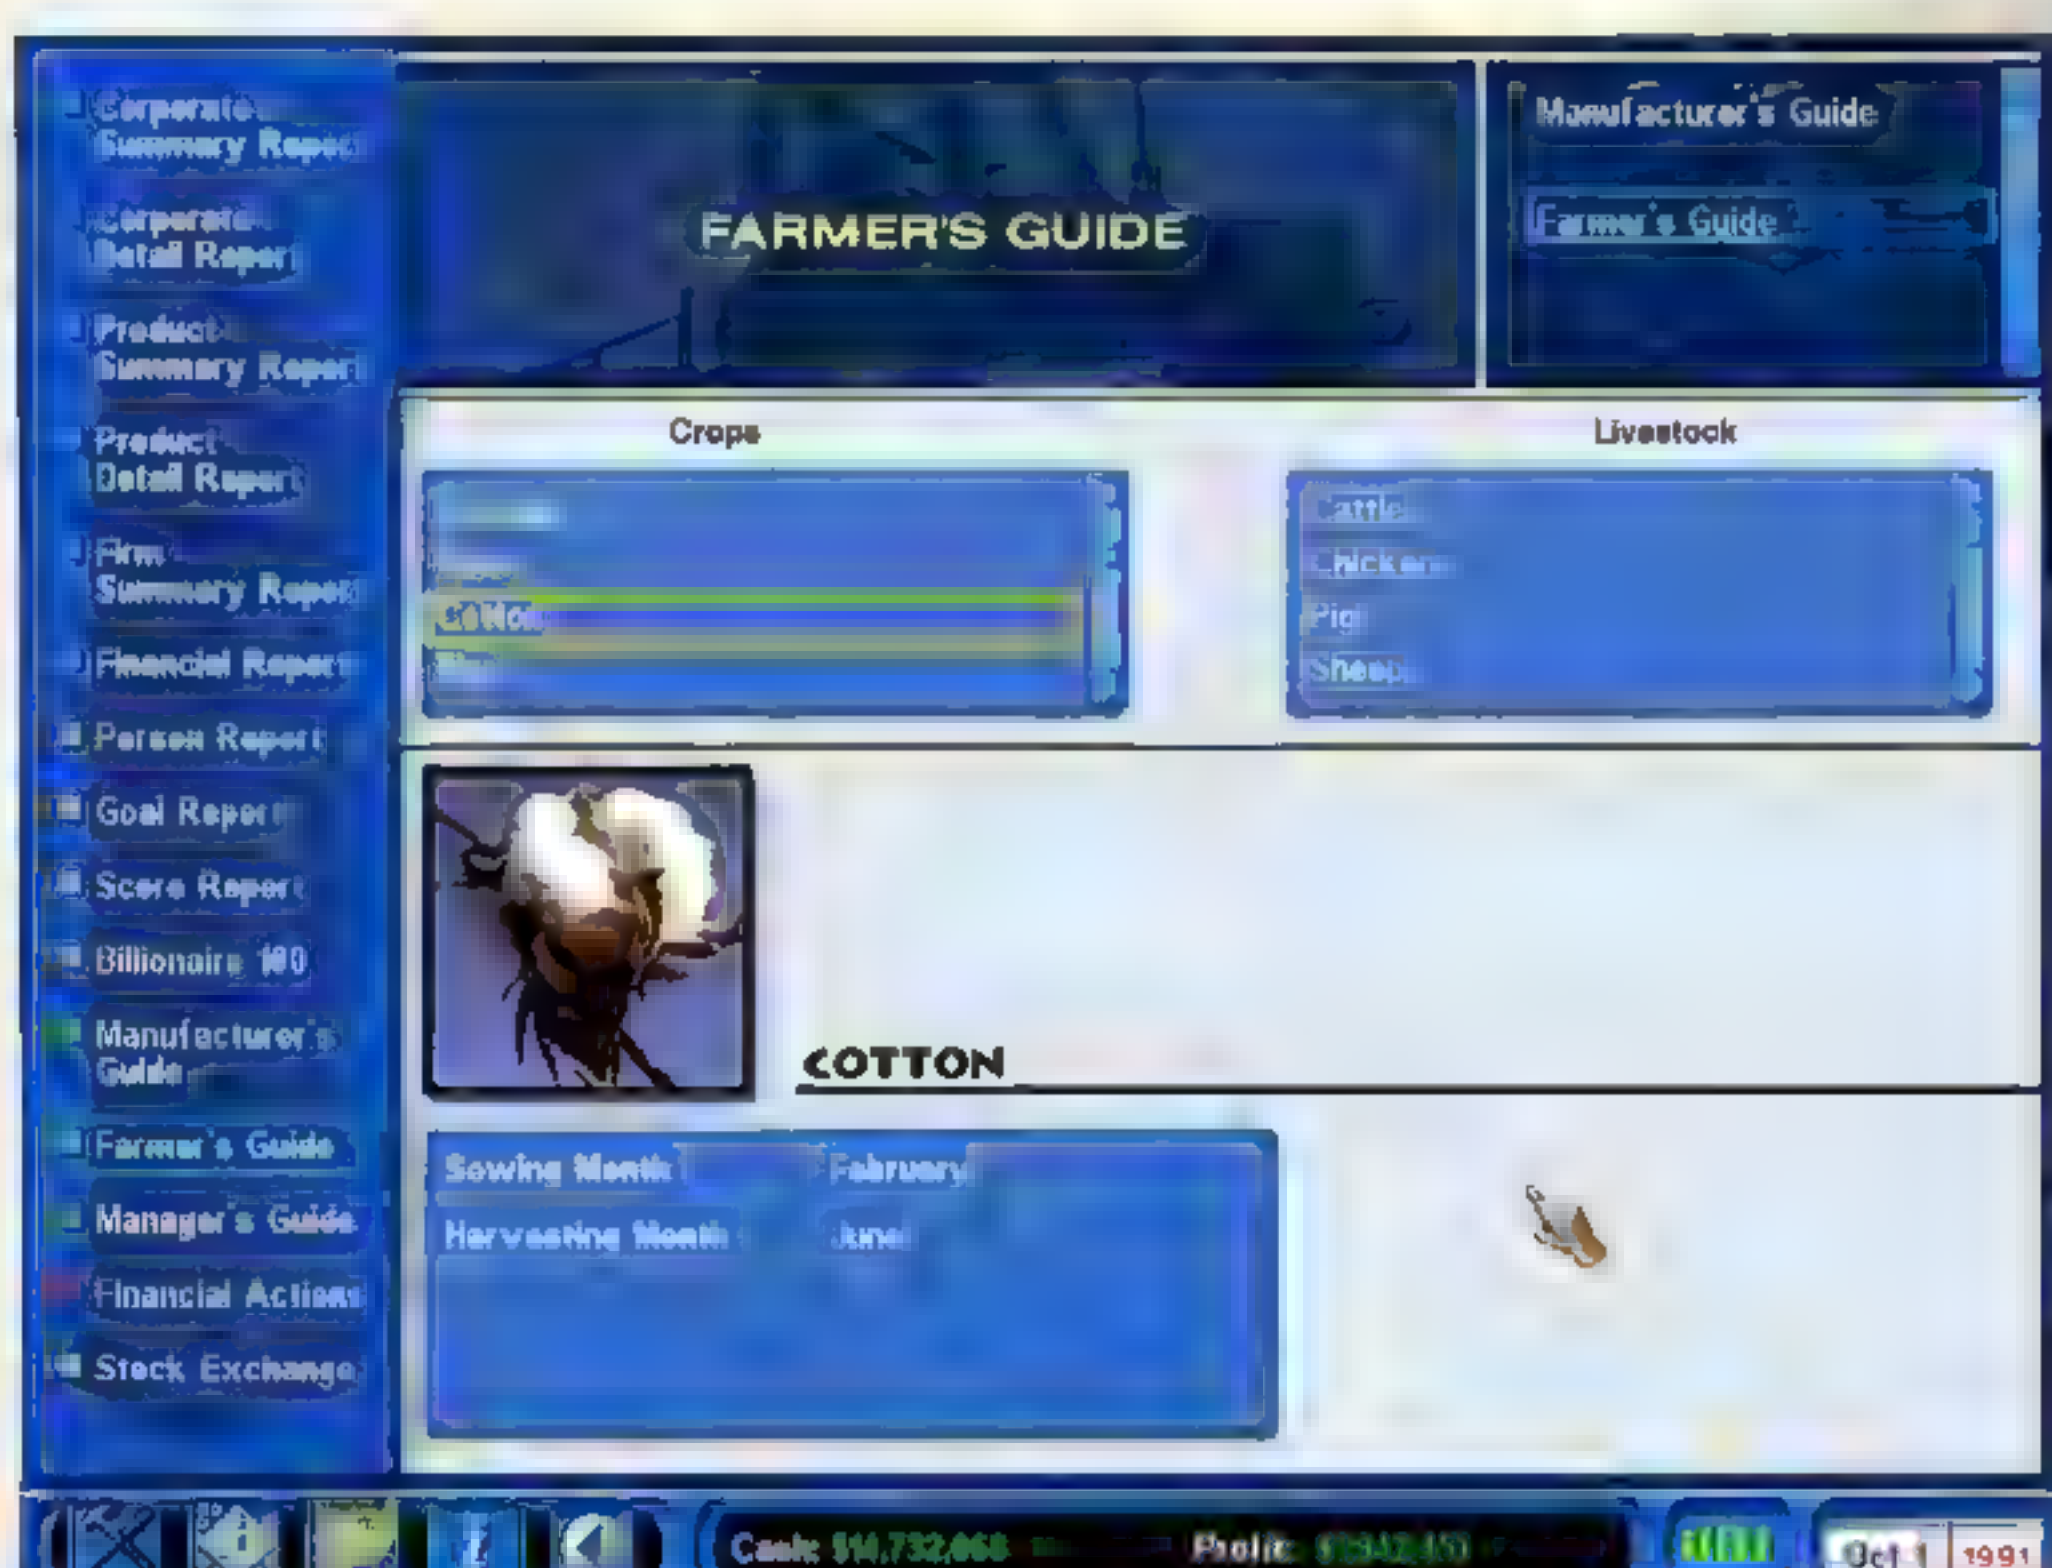 Corporate
Summary Report
Corporate
Detail Report
Product
Summary Report
Product
Detail Report
Firm
Summary Report
Financial Report
Person Report
Goal Report
Score Report
Billionaire 100
Manufacturer's
Guide
Farmer's Guide
Manager's Guide
Financial Actions
Stock Exchange
FARMER'S GUIDE
Manufacturer's Guide
Farmer's Guide
Crops
Cotton
Livestock
Cattle
Chicken
Pig
Sheep
COTTON
Sowing Month February
Harvesting Month June
Cash:
Profit:
Oct 1 1991